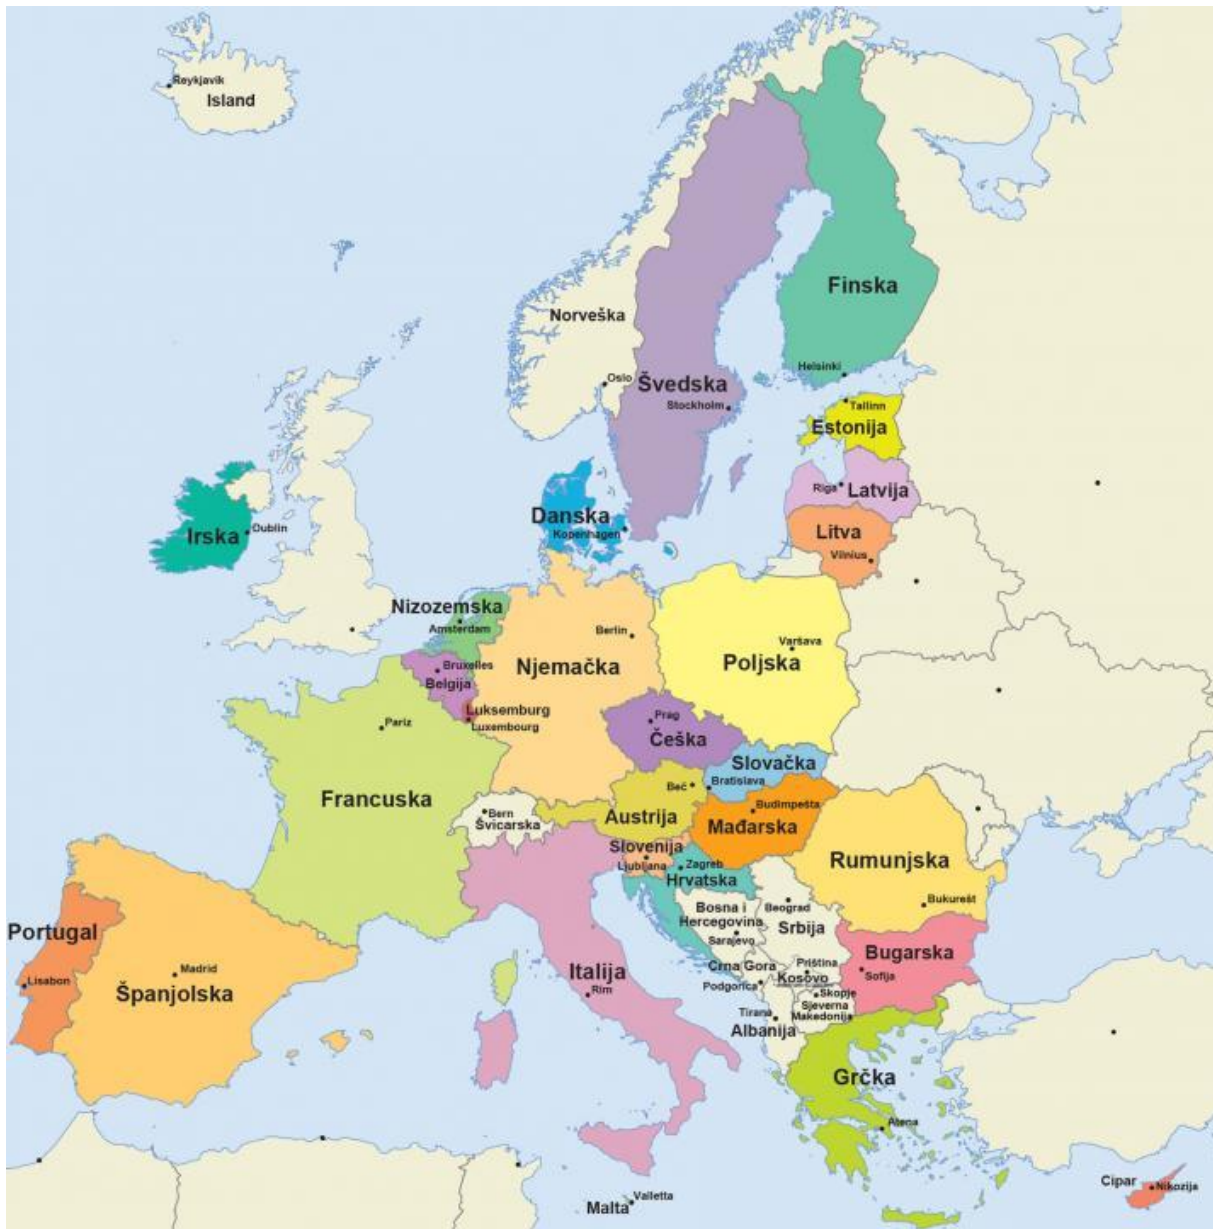 Reykjavik
Island
Finska
Norveška
Helsinki
Oslo
Švedska
Stockholm
Tallinn
Estonija
Riga
Latvija
Danska
Kopenhagen
Irska
Dublin
Litva
Vilnius
Nizozemska
Amsterdam
Berlin
Varšava
Njemačka
Poljska
Bruxelles
Belgija
Luksemburg
Luxembourg
Pariz
Prag
Češka
Slovačka
Bratislava
Beč
Francuska
Bern
Švicarska
Austrija
Budimpešta
Mađarska
Slovenija
Ljubljana
Zagreb
Hrvatska
Rumunjska
Bukurešt
Bosna i
Hercegovina
Sarajevo
Beograd
Srbija
Portugal
Lisabon
Madrid
Španjolska
Italija
Rim
Crna Gora
Podgorica
Priština
Kosovo
Bugarska
Sofija
Skopje
Sjeverna
Makedonija
Tirana
Albanija
Grčka
Atena
Malta
Valletta
Cipar
Nikozija